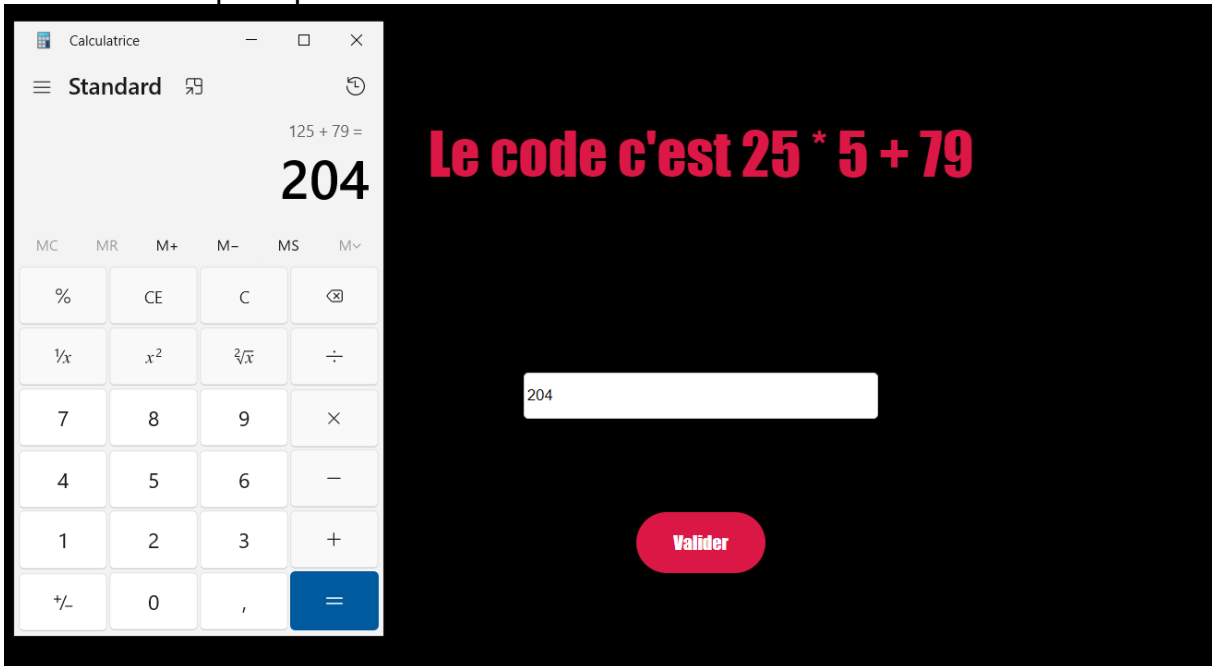 Calculatrice
Standard
125 + 79 =
204
MC MR M+ M− MS M
% CE C
¹/x x² ²√x ÷
7 8 9 ×
4 5 6 −
1 2 3 +
+/− 0 , =
Le code c'est 25 * 5 + 79
204
Valider